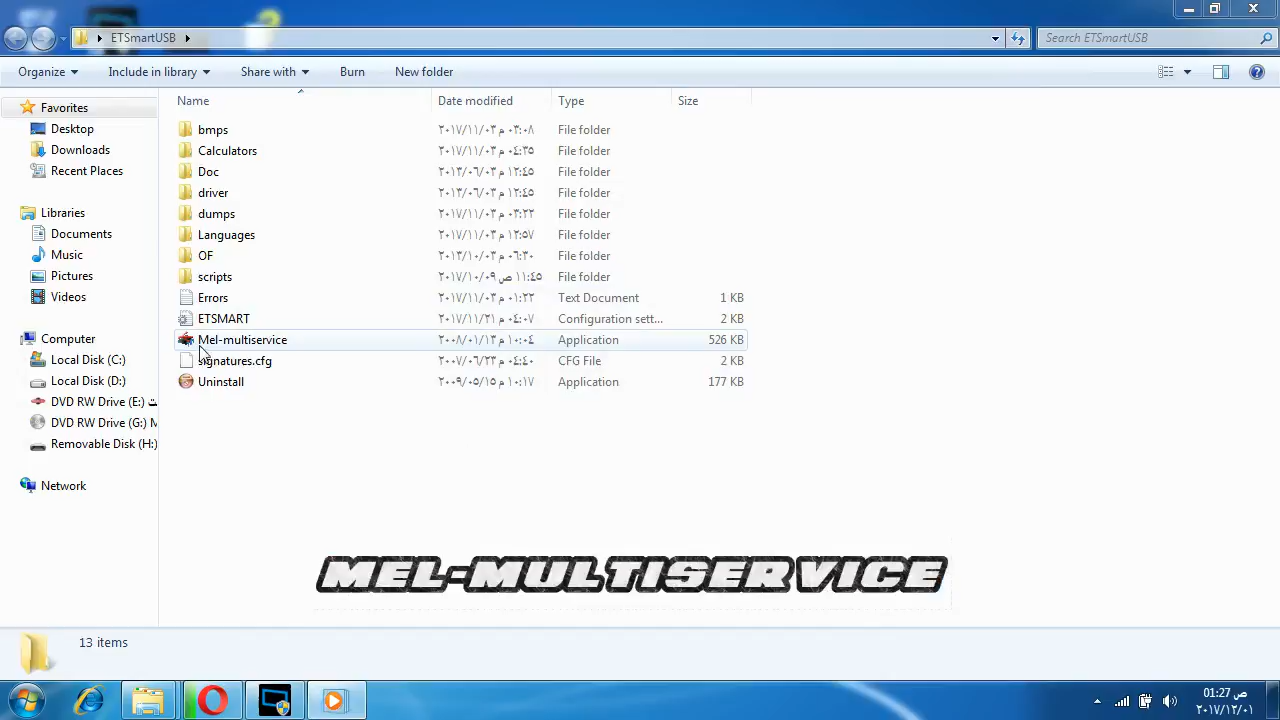 ETSmartUSB
Search ETSmartUSB
Organize Include in library Share with Burn New folder
Name Date modified Type Size
Favorites
Desktop
Downloads
Recent Places
Libraries
Documents
Music
Pictures
Videos
Computer
Local Disk (C:)
Local Disk (D:)
DVD RW Drive (E:)
DVD RW Drive (G:) M
Removable Disk (H:)
Network
bmps ٢٠١٧/١١/٠٣ ٠٣:٠٨ م File folder
Calculators ٢٠١٧/١١/٠٣ ٠٤:٣٥ م File folder
Doc ٢٠١٣/٠٦/٠٣ ١٢:٤٥ م File folder
driver ٢٠١٣/٠٦/٠٣ ١٢:٤٥ م File folder
dumps ٢٠١٧/١١/٠٣ ٠٣:٢٢ م File folder
Languages ٢٠١٧/١١/٠٣ ١٢:٥٧ م File folder
OF ٢٠١٣/١٠/٠٣ ٠٦:٣٠ م File folder
scripts ٢٠١٧/١٠/٠٩ ١١:٤٥ ص File folder
Errors ٢٠١٧/١١/٠٣ ٠١:٢٢ م Text Document 1 KB
ETSMART ٢٠١٧/١١/٢١ ٠٤:٠٧ م Configuration sett... 2 KB
Mel-multiservice ٢٠٠٨/٠١/١٣ ١٠:٠٤ م Application 526 KB
signatures.cfg ٢٠٠٧/٠٦/٢٣ ٠٤:٤٠ م CFG File 2 KB
Uninstall ٢٠٠٩/٠٥/١٥ ١٠:١٧ م Application 177 KB
MEL-MULTISERVICE
13 items
01:27 ص
٢٠١٧/١٢/٠١